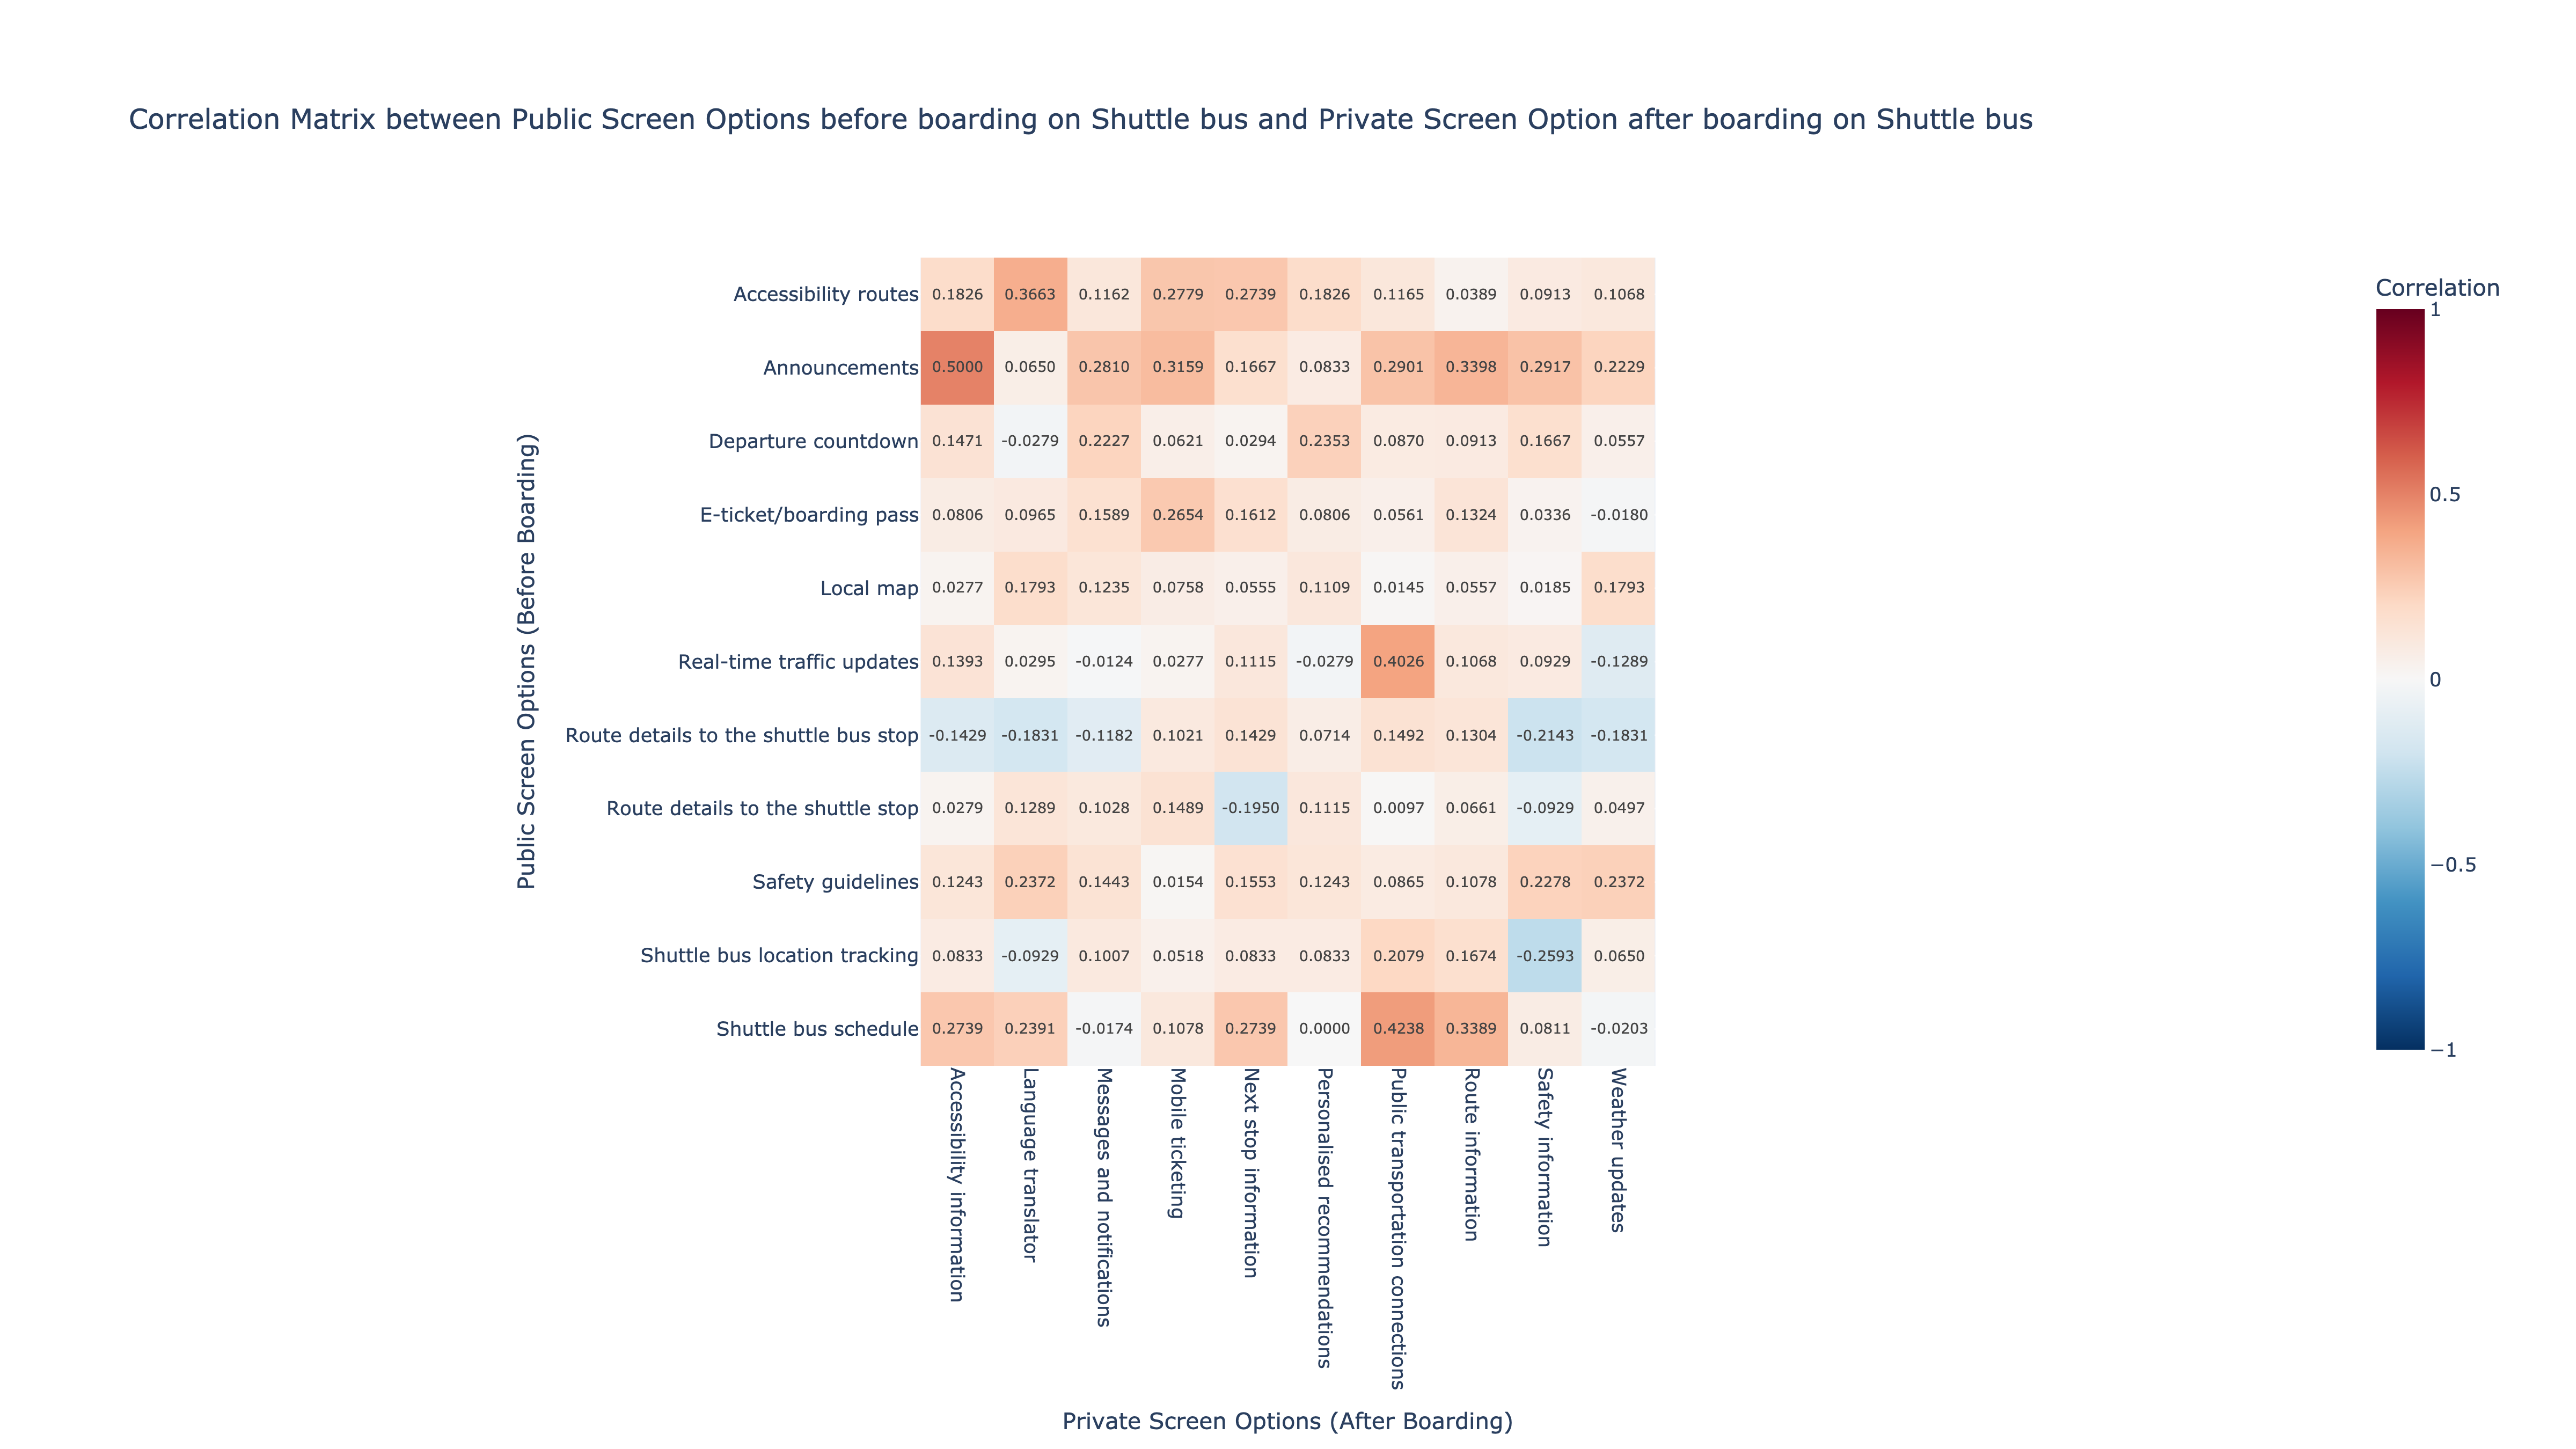 Correlation Matrix between Public Screen Options before boarding on Shuttle bus and Private Screen Option after boarding on Shuttle bus
Public Screen Options (Before Boarding)
Accessibility routes 0.1826 0.3663 0.1162 0.2779 0.2739 0.1826 0.1165 0.0389 0.0913 0.1068
Announcements 0.5000 0.0650 0.2810 0.3159 0.1667 0.0833 0.2901 0.3398 0.2917 0.2229
Departure countdown 0.1471 -0.0279 0.2227 0.0621 0.0294 0.2353 0.0870 0.0913 0.1667 0.0557
E-ticket/boarding pass 0.0806 0.0965 0.1589 0.2654 0.1612 0.0806 0.0561 0.1324 0.0336 -0.0180
Local map 0.0277 0.1793 0.1235 0.0758 0.0555 0.1109 0.0145 0.0557 0.0185 0.1793
Real-time traffic updates 0.1393 0.0295 -0.0124 0.0277 0.1115 -0.0279 0.4026 0.1068 0.0929 -0.1289
Route details to the shuttle bus stop -0.1429 -0.1831 -0.1182 0.1021 0.1429 0.0714 0.1492 0.1304 -0.2143 -0.1831
Route details to the shuttle stop 0.0279 0.1289 0.1028 0.1489 -0.1950 0.1115 0.0097 0.0661 -0.0929 0.0497
Safety guidelines 0.1243 0.2372 0.1443 0.0154 0.1553 0.1243 0.0865 0.1078 0.2278 0.2372
Shuttle bus location tracking 0.0833 -0.0929 0.1007 0.0518 0.0833 0.0833 0.2079 0.1674 -0.2593 0.0650
Shuttle bus schedule 0.2739 0.2391 -0.0174 0.1078 0.2739 0.0000 0.4238 0.3389 0.0811 -0.0203
Accessibility information
Language translator
Messages and notifications
Mobile ticketing
Next stop information
Personalised recommendations
Public transportation connections
Route information
Safety information
Weather updates
Private Screen Options (After Boarding)
Correlation
1
0.5
0
−0.5
−1